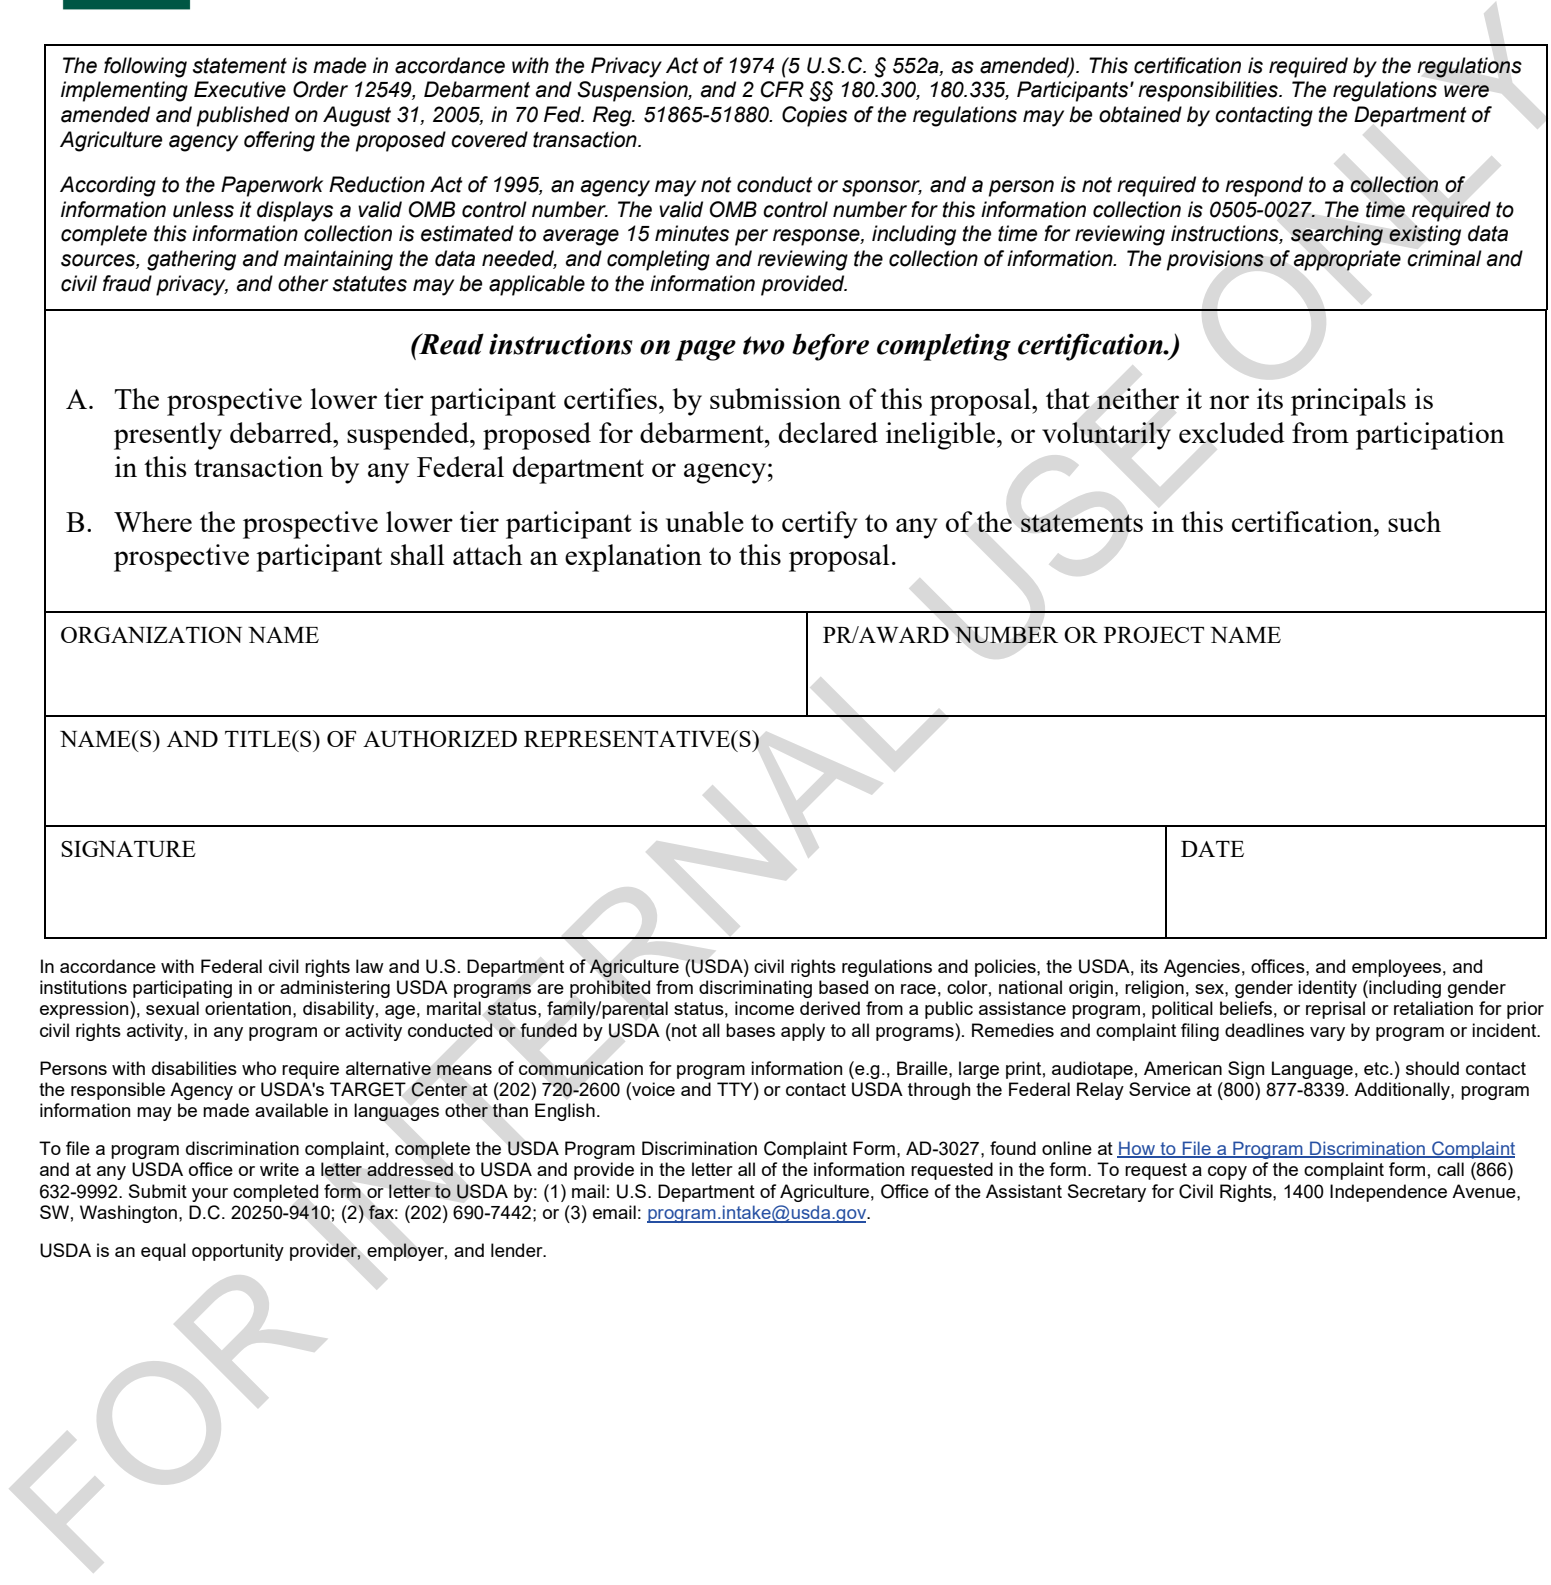 The following statement is made in accordance with the Privacy Act of 1974 (5 U.S.C. § 552a, as amended). This certification is required by the regulations
implementing Executive Order 12549, Debarment and Suspension, and 2 CFR §§ 180.300, 180.335, Participants' responsibilities. The regulations were
amended and published on August 31, 2005, in 70 Fed. Reg. 51865-51880. Copies of the regulations may be obtained by contacting the Department of
Agriculture agency offering the proposed covered transaction.
According to the Paperwork Reduction Act of 1995, an agency may not conduct or sponsor, and a person is not required to respond to a collection of
information unless it displays a valid OMB control number. The valid OMB control number for this information collection is 0505-0027. The time required to
complete this information collection is estimated to average 15 minutes per response, including the time for reviewing instructions, searching existing data
sources, gathering and maintaining the data needed, and completing and reviewing the collection of information. The provisions of appropriate criminal and
civil fraud privacy, and other statutes may be applicable to the information provided.
(Read instructions on page two before completing certification.)
A. The prospective lower tier participant certifies, by submission of this proposal, that neither it nor its principals is
presently debarred, suspended, proposed for debarment, declared ineligible, or voluntarily excluded from participation
in this transaction by any Federal department or agency;
B. Where the prospective lower tier participant is unable to certify to any of the statements in this certification, such
prospective participant shall attach an explanation to this proposal.
ORGANIZATION NAME
PR/AWARD NUMBER OR PROJECT NAME
NAME(S) AND TITLE(S) OF AUTHORIZED REPRESENTATIVE(S)
SIGNATURE
DATE
In accordance with Federal civil rights law and U.S. Department of Agriculture (USDA) civil rights regulations and policies, the USDA, its Agencies, offices, and employees, and
institutions participating in or administering USDA programs are prohibited from discriminating based on race, color, national origin, religion, sex, gender identity (including gender
expression), sexual orientation, disability, age, marital status, family/parental status, income derived from a public assistance program, political beliefs, or reprisal or retaliation for prior
civil rights activity, in any program or activity conducted or funded by USDA (not all bases apply to all programs). Remedies and complaint filing deadlines vary by program or incident.
Persons with disabilities who require alternative means of communication for program information (e.g., Braille, large print, audiotape, American Sign Language, etc.) should contact
the responsible Agency or USDA's TARGET Center at (202) 720-2600 (voice and TTY) or contact USDA through the Federal Relay Service at (800) 877-8339. Additionally, program
information may be made available in languages other than English.
To file a program discrimination complaint, complete the USDA Program Discrimination Complaint Form, AD-3027, found online at How to File a Program Discrimination Complaint
and at any USDA office or write a letter addressed to USDA and provide in the letter all of the information requested in the form. To request a copy of the complaint form, call (866)
632-9992. Submit your completed form or letter to USDA by: (1) mail: U.S. Department of Agriculture, Office of the Assistant Secretary for Civil Rights, 1400 Independence Avenue,
SW, Washington, D.C. 20250-9410; (2) fax: (202) 690-7442; or (3) email: program.intake@usda.gov.
USDA is an equal opportunity provider, employer, and lender.
FOR INTERNAL USE ONLY